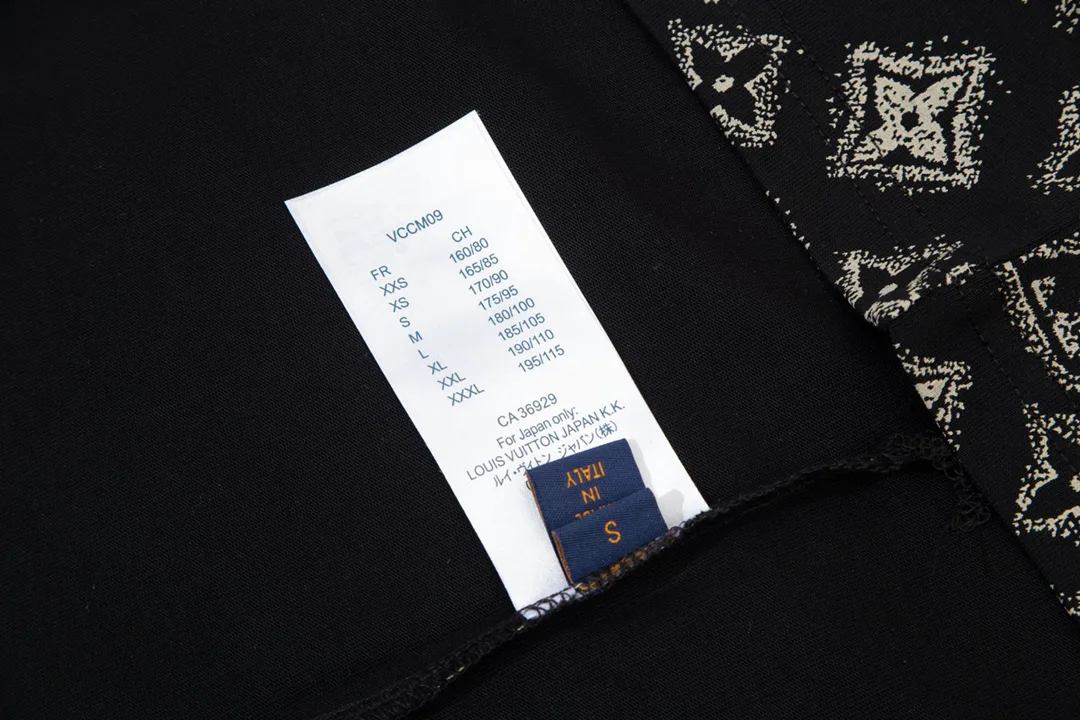 VCCM09
FR CH
XXS 160/80
XS 165/85
S 170/90
M 175/95
L 180/100
XL 185/105
XXL 190/110
XXXL 195/115
CA 36929
For Japan only:
LOUIS VUITTON JAPAN K.K.
ルイ・ヴィトン ジャパン(株)
ITALY
IN
S